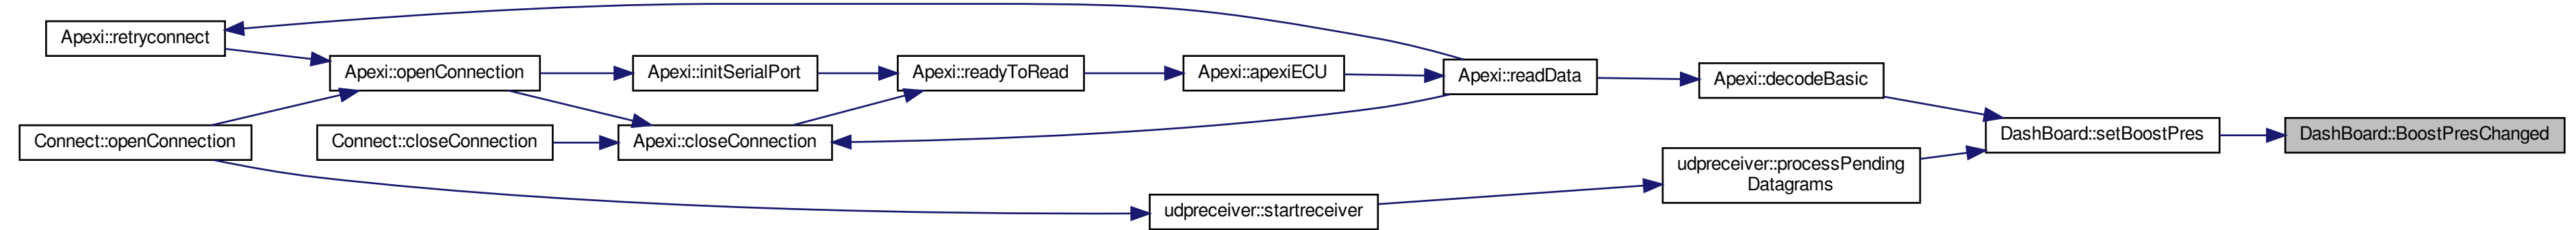 Apexi::retryconnect
Apexi::openConnection
Apexi::initSerialPort
Apexi::readyToRead
Apexi::apexiECU
Apexi::readData
Apexi::decodeBasic
Connect::openConnection
Connect::closeConnection
Apexi::closeConnection
DashBoard::setBoostPres
DashBoard::BoostPresChanged
udpreceiver::processPending
Datagrams
udpreceiver::startreceiver